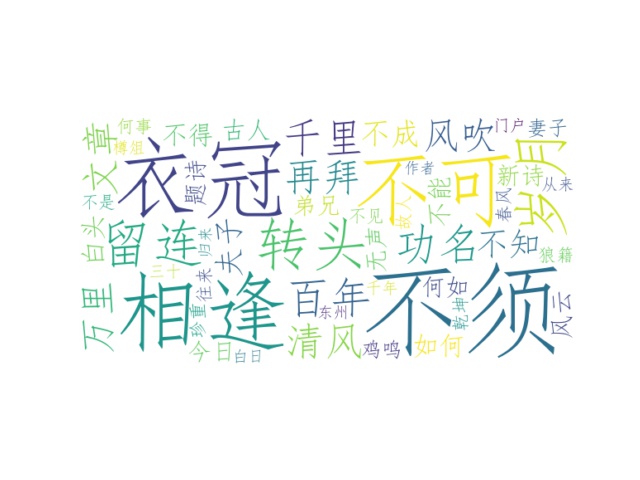 文章
何事
樽俎
不得
古人
千里
不成
风吹
门户
妻子
衣冠
题诗
再拜
不可
作者
岁月
新诗
从来
不是
弟兄
不见
故人
不能
春风
白头
留连
归来
夫子
转头
无声
功名
不知
狼籍
三十
万里
相逢
珍重
往来
百年
东州
千年
不须
何如
乾坤
风云
今日
白日
清风
鸡鸣
如何